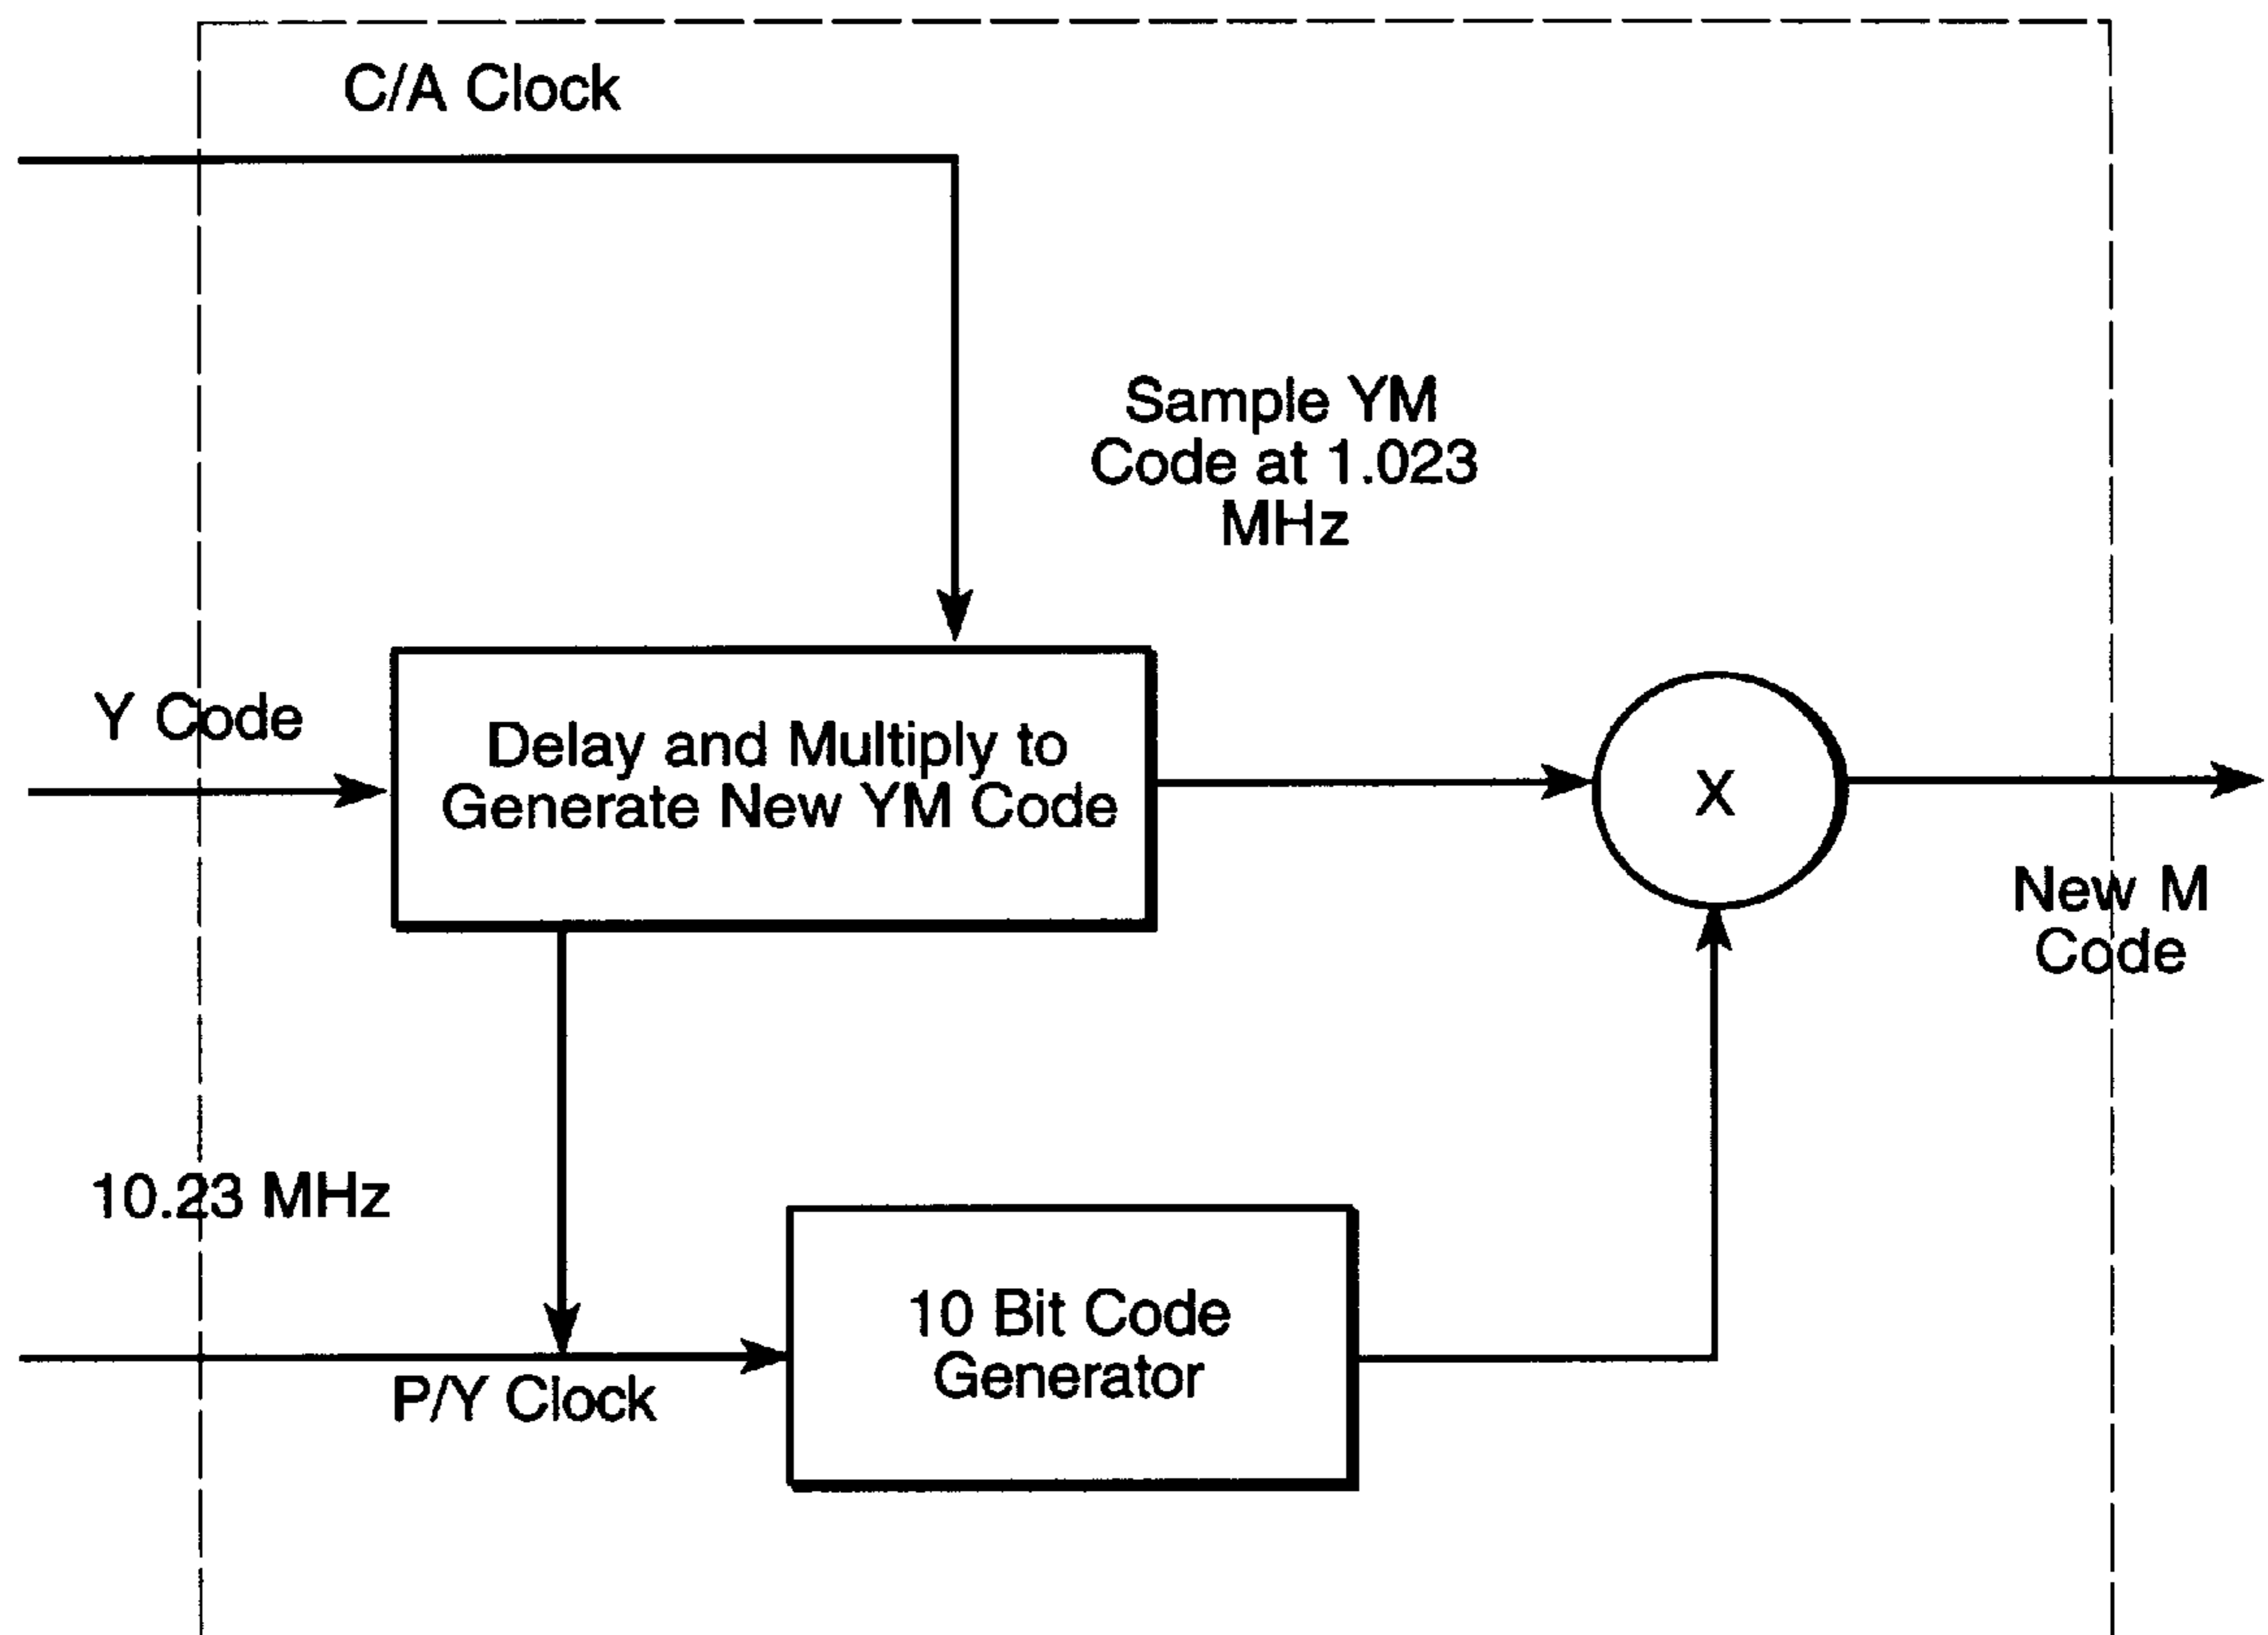 C/A Clock
Sample YM
Code at 1.023
MHz
Y Code
Delay and Multiply to
Generate New YM Code
X
New M
Code
10.23 MHz
10 Bit Code
Generator
P/Y Clock